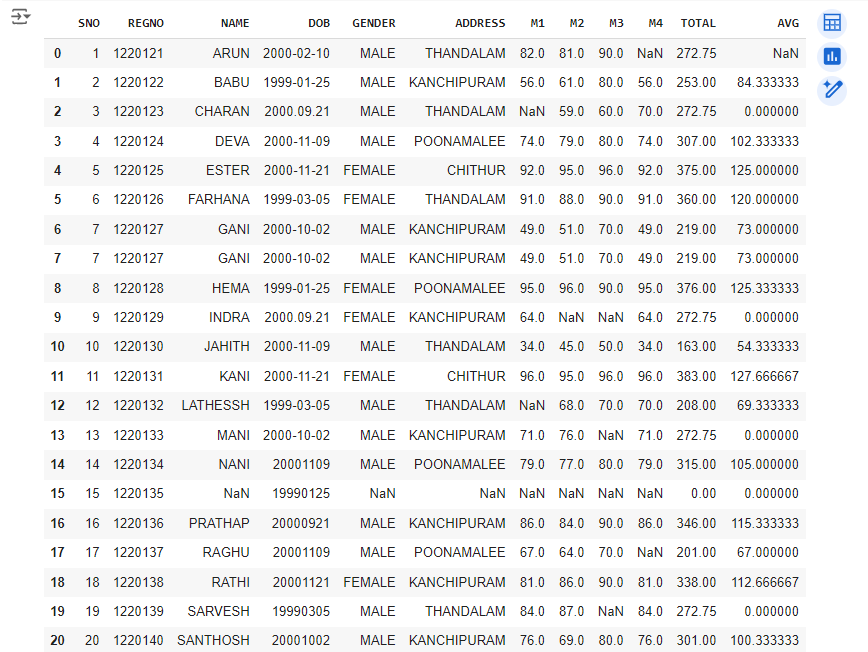 SNO REGNO NAME DOB GENDER ADDRESS M1 M2 M3 M4 TOTAL AVG
0 1 1220121 ARUN 2000-02-10 MALE THANDALAM 82.0 81.0 90.0 NaN 272.75 NaN
1 2 1220122 BABU 1999-01-25 MALE KANCHIPURAM 56.0 61.0 80.0 56.0 253.00 84.333333
2 3 1220123 CHARAN 2000.09.21 MALE THANDALAM NaN 59.0 60.0 70.0 272.75 0.000000
3 4 1220124 DEVA 2000-11-09 MALE POONAMALEE 74.0 79.0 80.0 74.0 307.00 102.333333
4 5 1220125 ESTER 2000-11-21 FEMALE CHITHUR 92.0 95.0 96.0 92.0 375.00 125.000000
5 6 1220126 FARHANA 1999-03-05 FEMALE THANDALAM 91.0 88.0 90.0 91.0 360.00 120.000000
6 7 1220127 GANI 2000-10-02 MALE KANCHIPURAM 49.0 51.0 70.0 49.0 219.00 73.000000
7 7 1220127 GANI 2000-10-02 MALE KANCHIPURAM 49.0 51.0 70.0 49.0 219.00 73.000000
8 8 1220128 HEMA 1999-01-25 FEMALE POONAMALEE 95.0 96.0 90.0 95.0 376.00 125.333333
9 9 1220129 INDRA 2000.09.21 FEMALE KANCHIPURAM 64.0 NaN NaN 64.0 272.75 0.000000
10 10 1220130 JAHITH 2000-11-09 MALE THANDALAM 34.0 45.0 50.0 34.0 163.00 54.333333
11 11 1220131 KANI 2000-11-21 FEMALE CHITHUR 96.0 95.0 96.0 96.0 383.00 127.666667
12 12 1220132 LATHESSH 1999-03-05 MALE THANDALAM NaN 68.0 70.0 70.0 208.00 69.333333
13 13 1220133 MANI 2000-10-02 MALE KANCHIPURAM 71.0 76.0 NaN 71.0 272.75 0.000000
14 14 1220134 NANI 20001109 MALE POONAMALEE 79.0 77.0 80.0 79.0 315.00 105.000000
15 15 1220135 NaN 19990125 NaN NaN NaN NaN NaN NaN 0.00 0.000000
16 16 1220136 PRATHAP 20000921 MALE KANCHIPURAM 86.0 84.0 90.0 86.0 346.00 115.333333
17 17 1220137 RAGHU 20001109 MALE POONAMALEE 67.0 64.0 70.0 NaN 201.00 67.000000
18 18 1220138 RATHI 20001121 FEMALE KANCHIPURAM 81.0 86.0 90.0 81.0 338.00 112.666667
19 19 1220139 SARVESH 19990305 MALE THANDALAM 84.0 87.0 NaN 84.0 272.75 0.000000
20 20 1220140 SANTHOSH 20001002 MALE KANCHIPURAM 76.0 69.0 80.0 76.0 301.00 100.333333